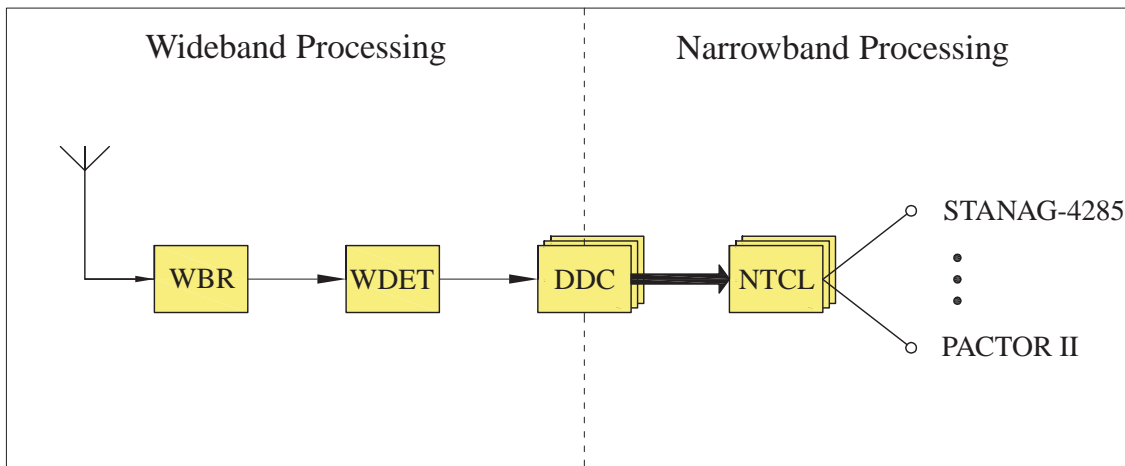 Wideband Processing
Narrowband Processing
WBR
WDET
DDC
NTCL
STANAG-4285
PACTOR II